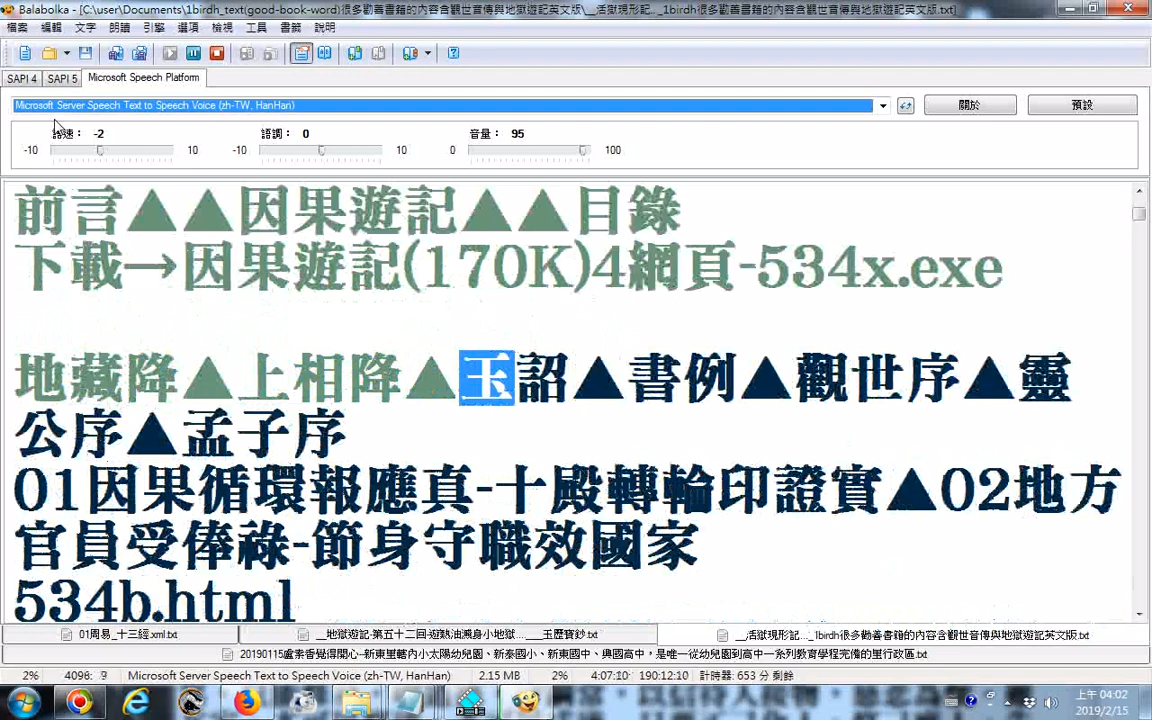 Balabolka - [C:\user\Documents\1birdh_text(good-book-word)很多勸善書籍的內容含觀世音傳與地獄遊記英文版\__活獄現形記..._1birdh很多勸善書籍的內容含觀世音傳與地獄遊記英文版.txt]
檔案 編輯 文字 朗讀 引擎 選項 檢視 工具 書籤 說明
SAPI 4 SAPI 5 Microsoft Speech Platform
Microsoft Server Speech Text to Speech Voice (zh-TW, HanHan) 關於 預設
語速： -2 語調： 0 音量： 95
-10 10 -10 10 0 100
前言▲▲因果遊記▲▲目錄
下載→因果遊記(170K)4網頁-534x.exe
地藏降▲上相降▲玉詔▲書例▲觀世序▲靈
公序▲孟子序
01因果循環報應真-十殿轉輪印證實▲02地方
官員受俸祿-節身守職效國家
534b.html
01周易_十三經.xml.txt __地獄遊記-第五十二回-遊熱油濺身小地獄...___玉歷寶鈔.txt __活獄現形記..._1birdh很多勸善書籍的內容含觀世音傳與地獄遊記英文版.txt
20190115盧素香覺得開心-新東里轄內小太陽幼兒園、新泰國小、新東國中、興國高中，是唯一從幼兒園到高中一系列教育學程完備的里行政區.txt
2% 4096: 9 Microsoft Server Speech Text to Speech Voice (zh-TW, HanHan) 2.15 MB 2% 4:07:10 190:12:10 計時器: 653 分 剩餘
上午 04:02
2019/2/15